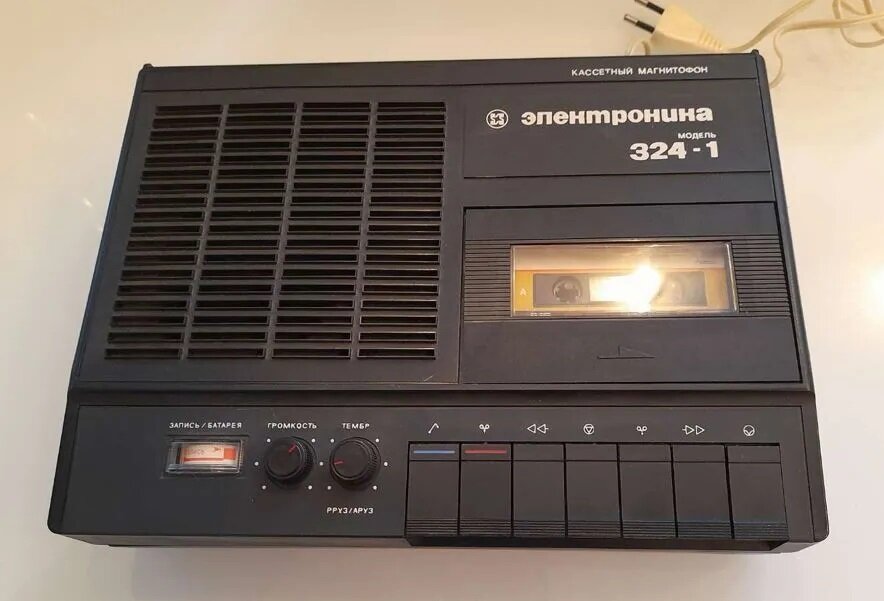 КАССЕТНЫЙ МАГНИТОФОН
электроника
МОДЕЛЬ
324-1
A
ЗАПИСЬ / БАТАРЕЯ
ГРОМКОСТЬ
ТЕМБР
РРУЗ/АРУЗ